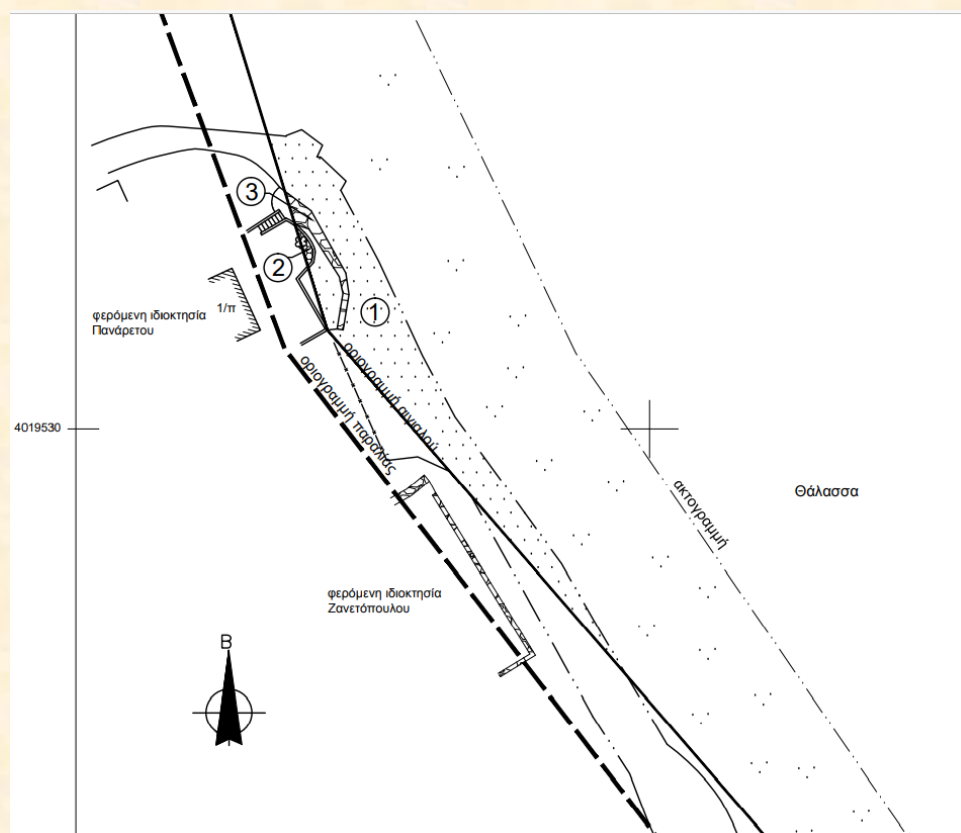 3
2
1/π
φερόμενη ιδιοκτησία
Πανάρετου
1
οριογραμμή αιγιαλού
οριογραμμή παραλίας
4019530
ακτογραμμή
Θάλασσα
φερόμενη ιδιοκτησία
Ζανετόπουλου
Β